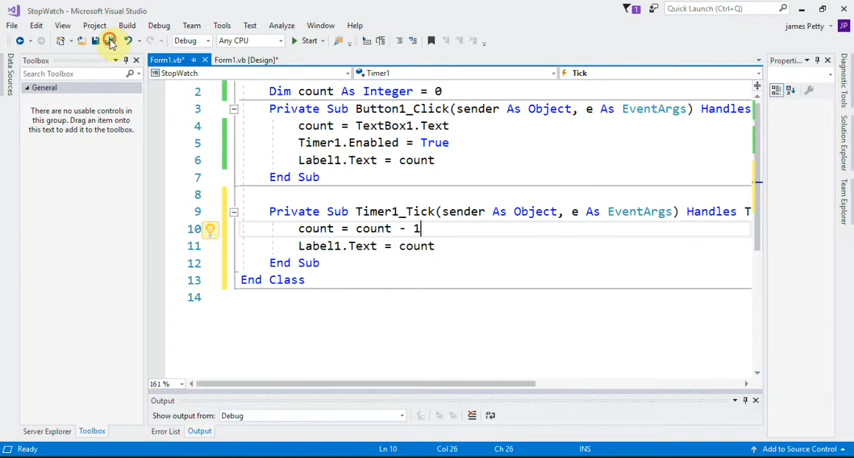 StopWatch - Microsoft Visual Studio
1
Quick Launch (Ctrl+Q)
File Edit View Project Build Debug Team Tools Test Analyze Window Help
james Petty JP
Debug Any CPU Start
Toolbox
Form1.vb* Form1.vb [Design]*
Properti...
Search Toolbox
StopWatch Timer1 Tick
General
There are no usable controls in
this group. Drag an item onto
this text to add it to the toolbox.
2 Dim count As Integer = 0
3 Private Sub Button1_Click(sender As Object, e As EventArgs) Handles
4 count = TextBox1.Text
5 Timer1.Enabled = True
6 Label1.Text = count
7 End Sub
8
9 Private Sub Timer1_Tick(sender As Object, e As EventArgs) Handles T
10 count = count - 1
11 Label1.Text = count
12 End Sub
13 End Class
14
161 %
Output
Show output from: Debug
Server Explorer Toolbox
Error List Output
Ready Ln 10 Col 26 Ch 26 INS Add to Source Control
Data Sources
Diagnostic Tools
Solution Explorer
Team Explorer